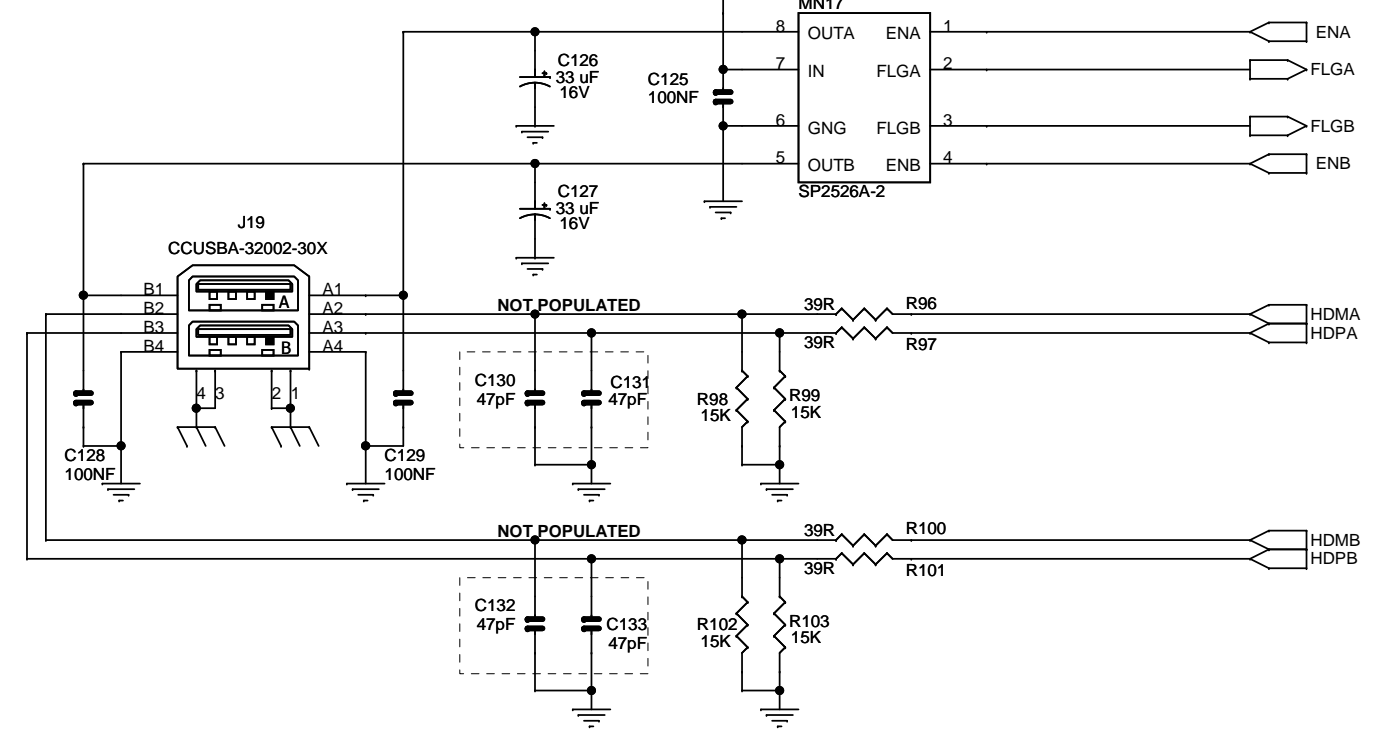 MN17
8 OUTA ENA 1 ENA
C126
33 uF
16V
7 IN FLGA 2 FLGA
C125
100NF
6 GNG FLGB 3 FLGB
5 OUTB ENB 4 ENB
SP2526A-2
C127
33 uF
16V
J19
CCUSBA-32002-30X
B1 A1
B2 A A2
B3 A3
B4 B A4
4 3 2 1
NOT POPULATED
39R R96 HDMA
39R R97 HDPA
C130
47pF
C131
47pF
R98
15K
R99
15K
C128
100NF
C129
100NF
NOT POPULATED
39R R100 HDMB
39R R101 HDPB
C132
47pF
C133
47pF
R102
15K
R103
15K